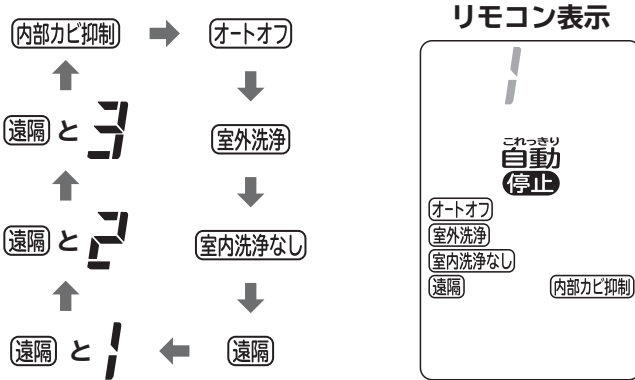 内部カビ抑制
オートオフ
遠隔 と 3
室外洗浄
遠隔 と 2
室内洗浄なし
遠隔 と 1
遠隔
リモコン表示
1
これっきり
自動
停止
オートオフ
室外洗浄
室内洗浄なし
遠隔 内部カビ抑制